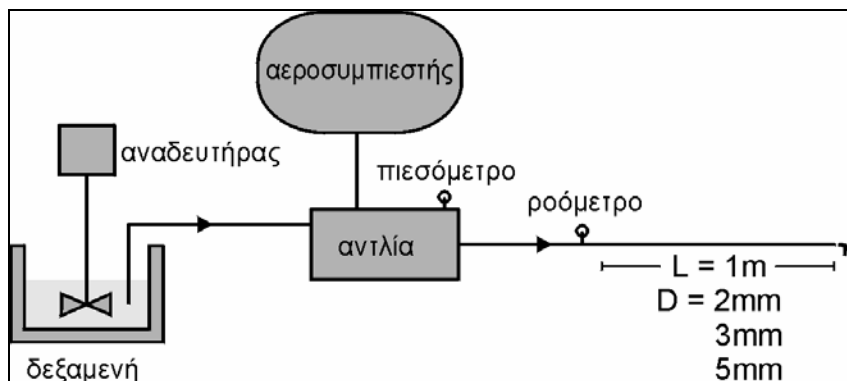 αεροσυμπιεστής
αναδευτήρας
πιεσόμετρο
ροόμετρο
αντλία
L = 1m
D = 2mm
3mm
5mm
δεξαμενή